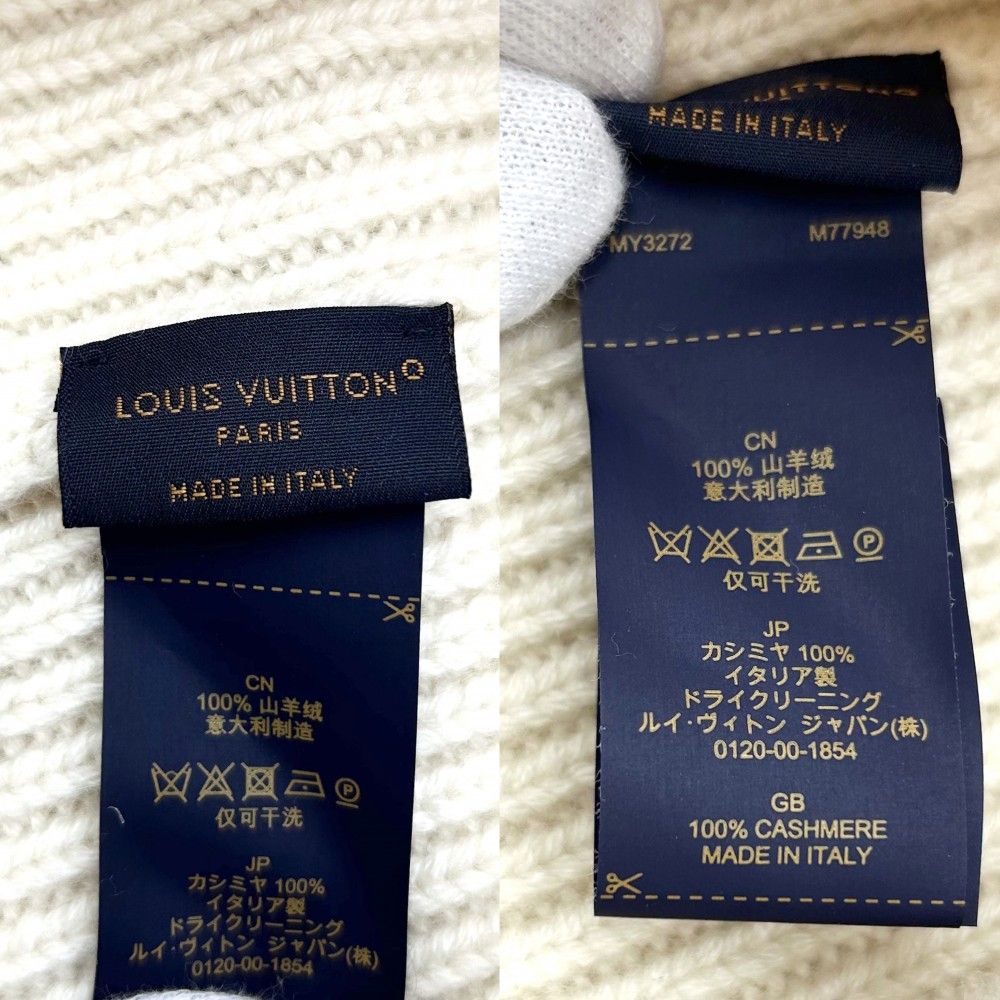 LOUIS VUITTON
PARIS
MADE IN ITALY
CN
100% 山羊绒
意大利制造
仅可干洗
JP
カシミヤ 100%
イタリア製
ドライクリーニング
ルイ・ヴィトン ジャパン(株)
0120-00-1854
MADE IN ITALY
MY3272 M77948
CN
100% 山羊绒
意大利制造
P
仅可干洗
JP
カシミヤ 100%
イタリア製
ドライクリーニング
ルイ・ヴィトン ジャパン(株)
0120-00-1854
GB
100% CASHMERE
MADE IN ITALY